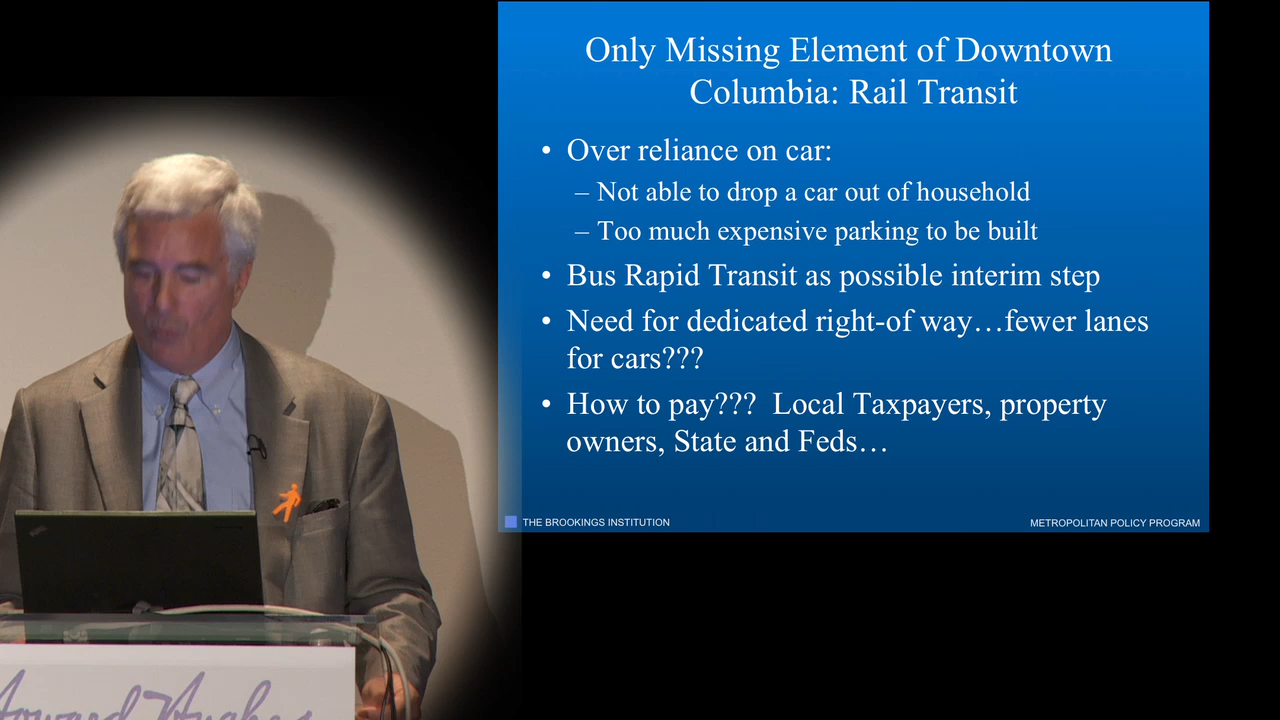 Only Missing Element of Downtown
Columbia: Rail Transit
• Over reliance on car:
– Not able to drop a car out of household
– Too much expensive parking to be built
• Bus Rapid Transit as possible interim step
• Need for dedicated right-of way…fewer lanes
for cars???
• How to pay??? Local Taxpayers, property
owners, State and Feds…
THE BROOKINGS INSTITUTION
METROPOLITAN POLICY PROGRAM
Howard Hughes